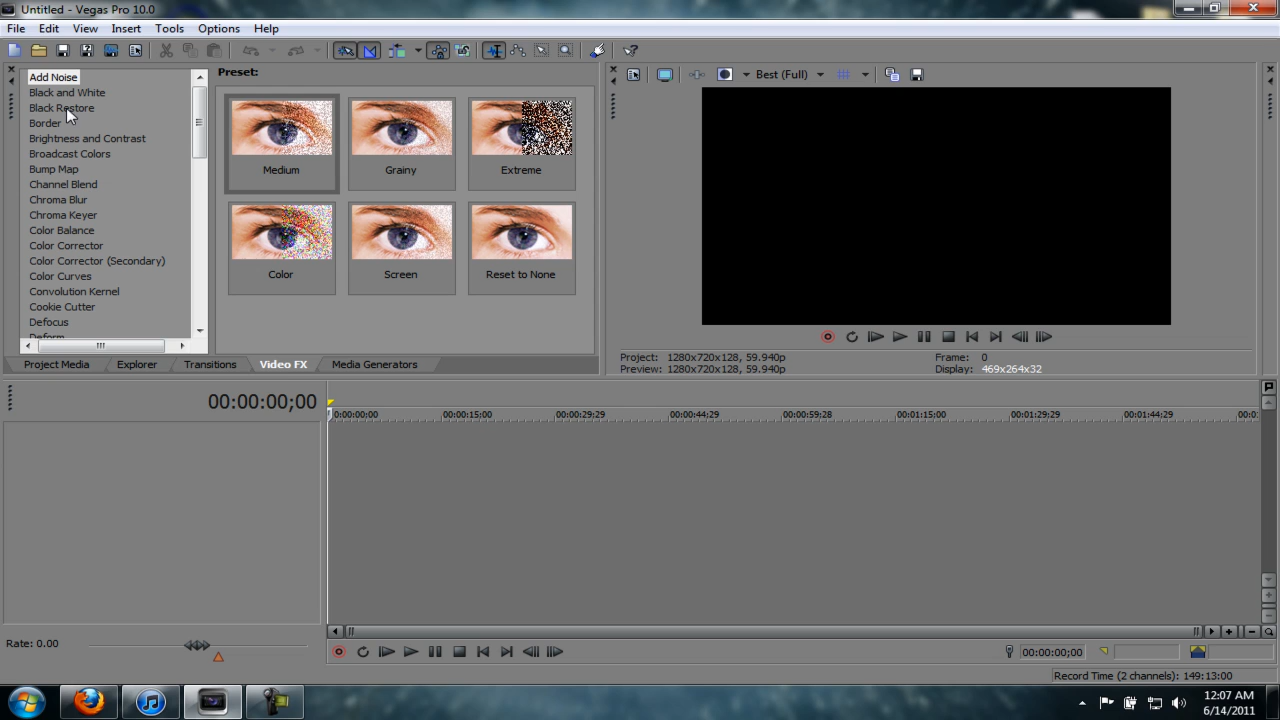 Untitled - Vegas Pro 10.0
File Edit View Insert Tools Options Help
Add Noise
Black and White
Black Restore
Border
Brightness and Contrast
Broadcast Colors
Bump Map
Channel Blend
Chroma Blur
Chroma Keyer
Color Balance
Color Corrector
Color Corrector (Secondary)
Color Curves
Convolution Kernel
Cookie Cutter
Defocus
Deform
Preset:
Medium Grainy Extreme
Color Screen Reset to None
Project Media Explorer Transitions Video FX Media Generators
Best (Full)
Project: 1280x720x128, 59.940p Frame: 0
Preview: 1280x720x128, 59.940p Display: 469x264x32
00:00:00;00
0:00:00;00 00:00:15;00 00:00:29;29 00:00:44;29 00:00:59;28 00:01:15;00 00:01:29;29 00:01:44;29 00:0
Rate: 0.00
00:00:00;00
Record Time (2 channels): 149:13:00
12:07 AM
6/14/2011